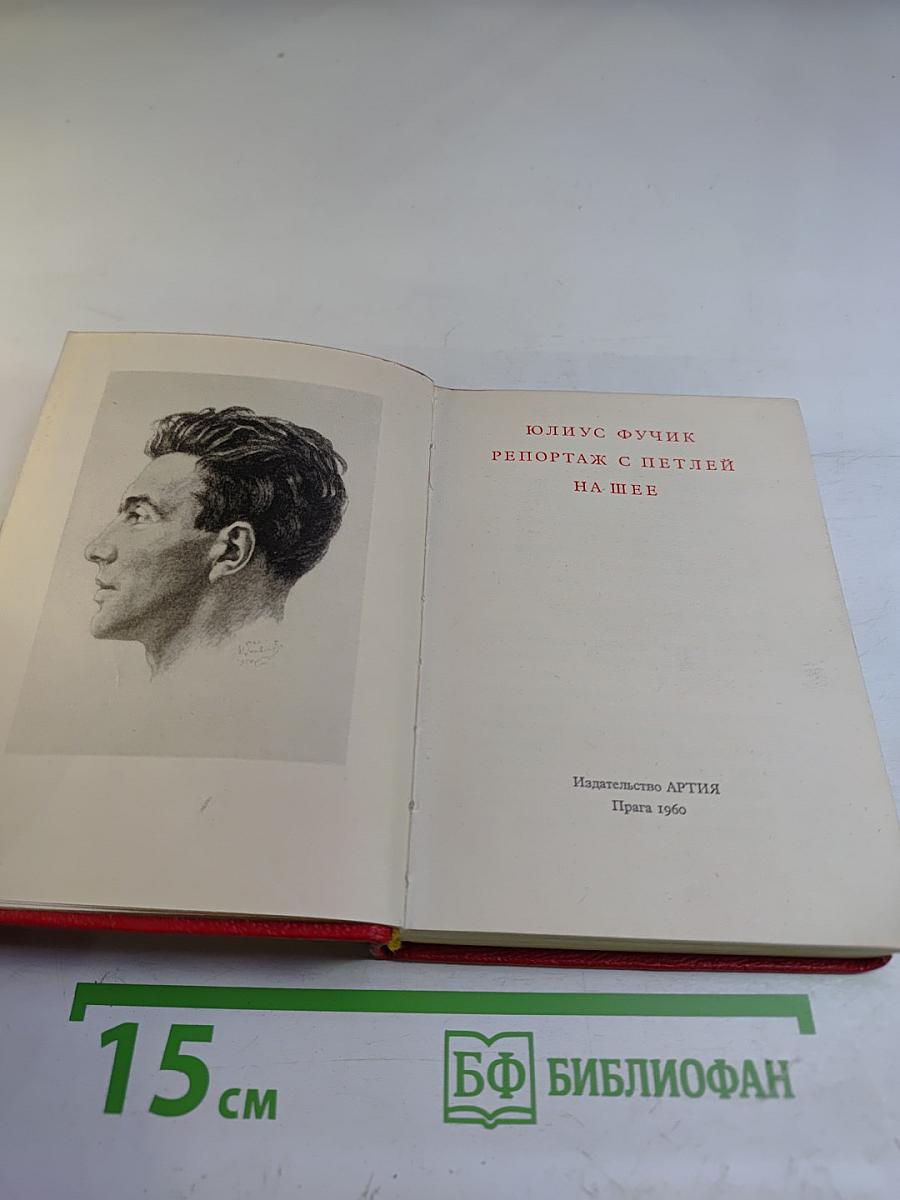 ЮЛИУС ФУЧИК
РЕПОРТАЖ С ПЕТЛЕЙ
НА ШЕЕ
Издательство АРТИЯ
Прага 1960
15 см
БФ БИБЛИОФАН